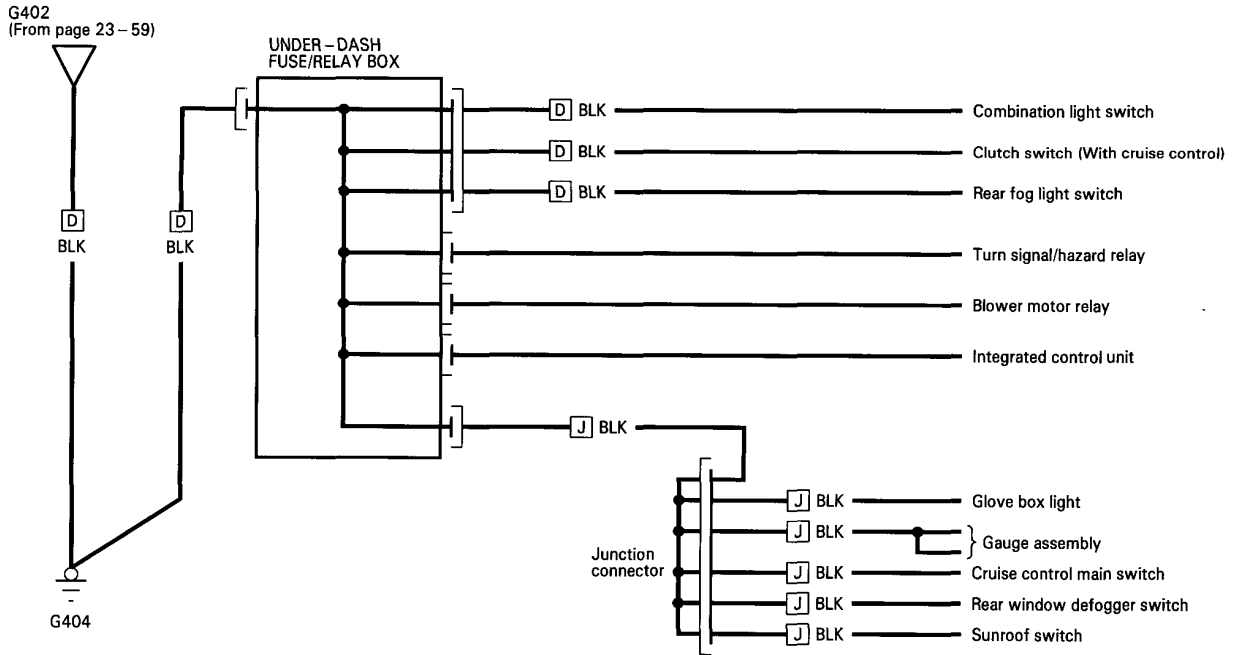 G402
(From page 23–59)
UNDER–DASH
FUSE/RELAY BOX
D BLK
Combination light switch
D BLK
Clutch switch (With cruise control)
D BLK
Rear fog light switch
D
BLK
D
BLK
Turn signal/hazard relay
Blower motor relay
Integrated control unit
J BLK
J BLK
Glove box light
J BLK
Gauge assembly
Junction
connector
J BLK
Cruise control main switch
J BLK
Rear window defogger switch
J BLK
Sunroof switch
G404